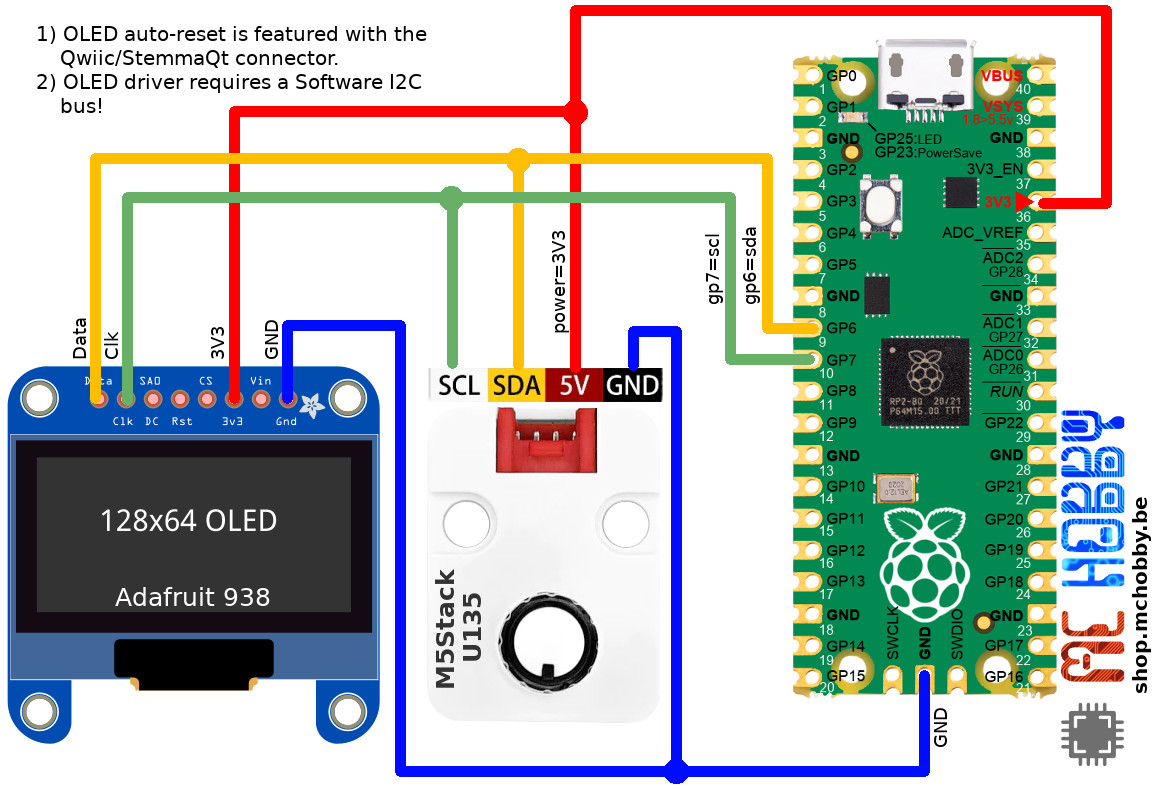 1) OLED auto-reset is featured with the
Qwiic/StemmaQt connector.
2) OLED driver requires a Software I2C
bus!
Data
Clk
3V3
GND
power=3V3
gp7=scl
gp6=sda
Data
SA0
CS
Vin
Clk
DC
Rst
3v3
Gnd
128x64 OLED
Adafruit 938
SCL
SDA
5V
GND
M5Stack
U135
GP0
1
GP1
2
GND
3
GP2
4
GP3
5
GP4
6
GP5
7
GND
8
GP6
9
GP7
10
GP8
11
GP9
12
GND
13
GP10
14
GP11
15
GP12
16
GP13
17
GND
18
GP14
19
GP15
20
GP25:LED
GP23:PowerSave
RP2-B0 20/21
P64M15.00 TTT
AEL12.0
2020
SWCLK
GND
SWDIO
VBUS
40
VSYS
1.8~5.5v
39
GND
38
3V3_EN
37
3V3
36
ADC_VREF
35
ADC2
GP28
34
GND
33
ADC1
GP27
32
ADC0
GP26
31
RUN
30
GP22
29
GND
28
GP21
27
GP20
26
GP19
25
GP18
24
GND
23
GP17
22
GP16
21
GND
MC HOBBY
shop.mchobby.be